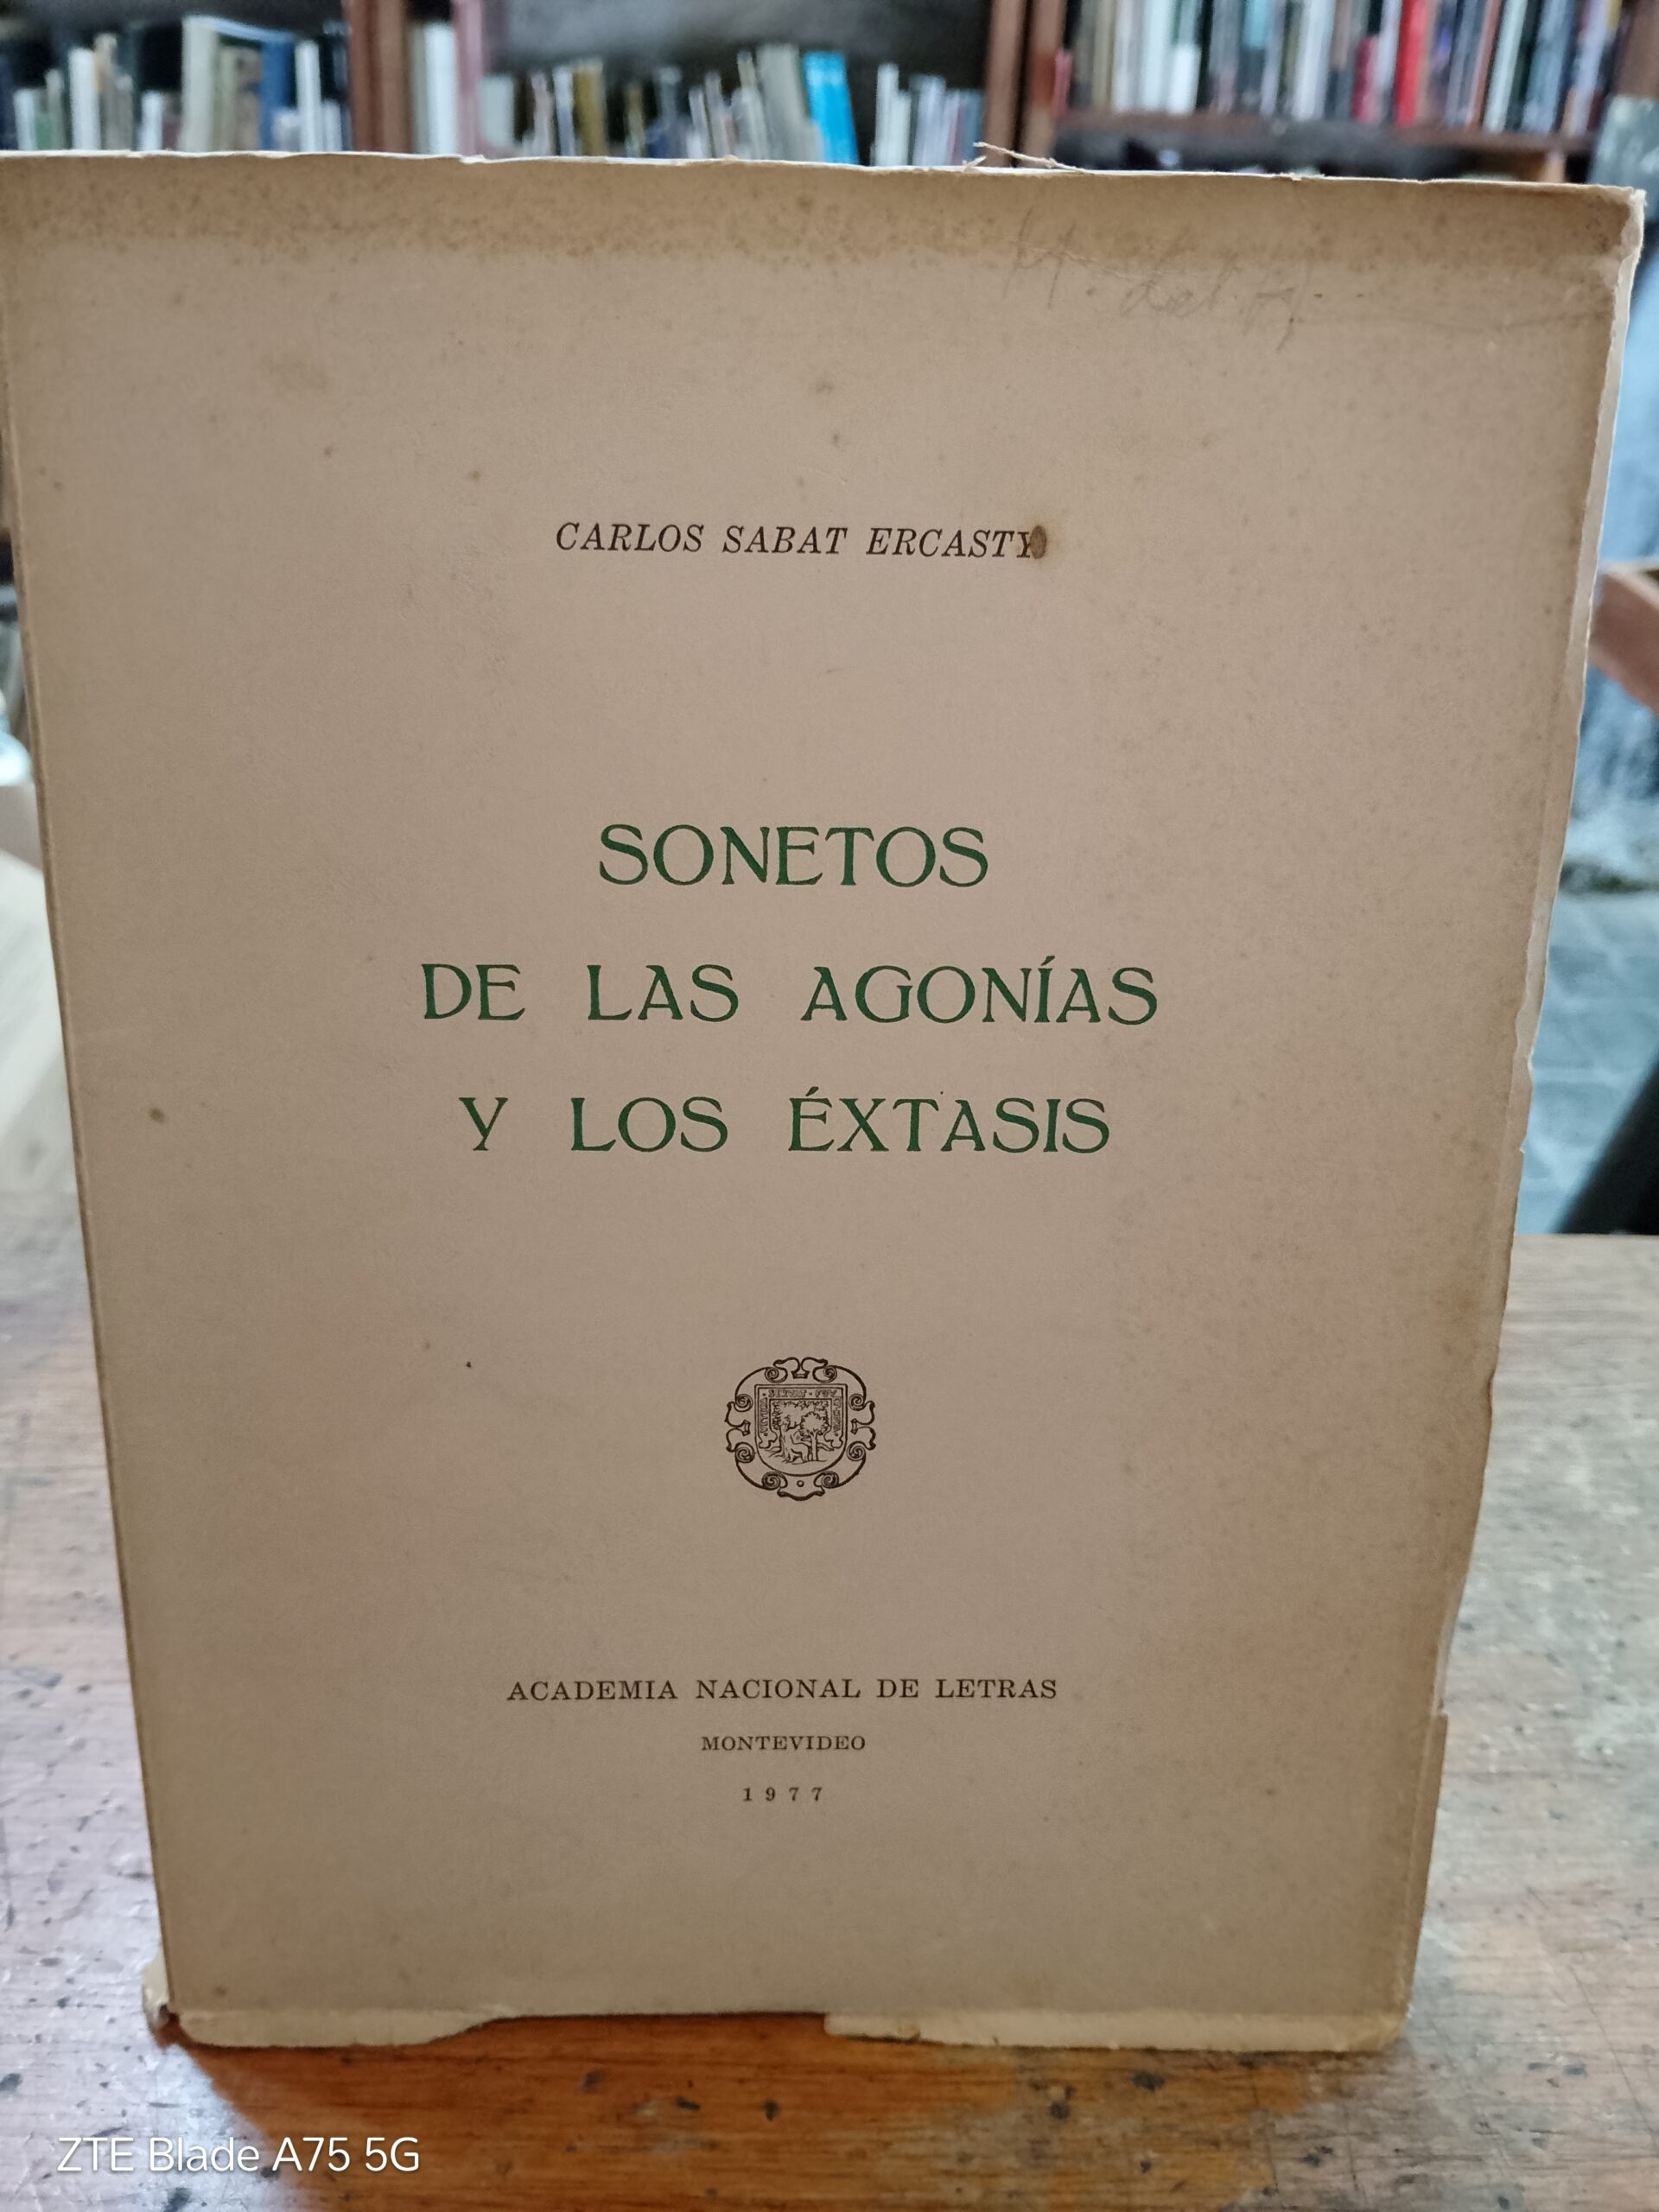 CARLOS SABAT ERCASTY
SONETOS
DE LAS AGONÍAS
Y LOS ÉXTASIS
ACADEMIA NACIONAL DE LETRAS
MONTEVIDEO
1977
ZTE Blade A75 5G